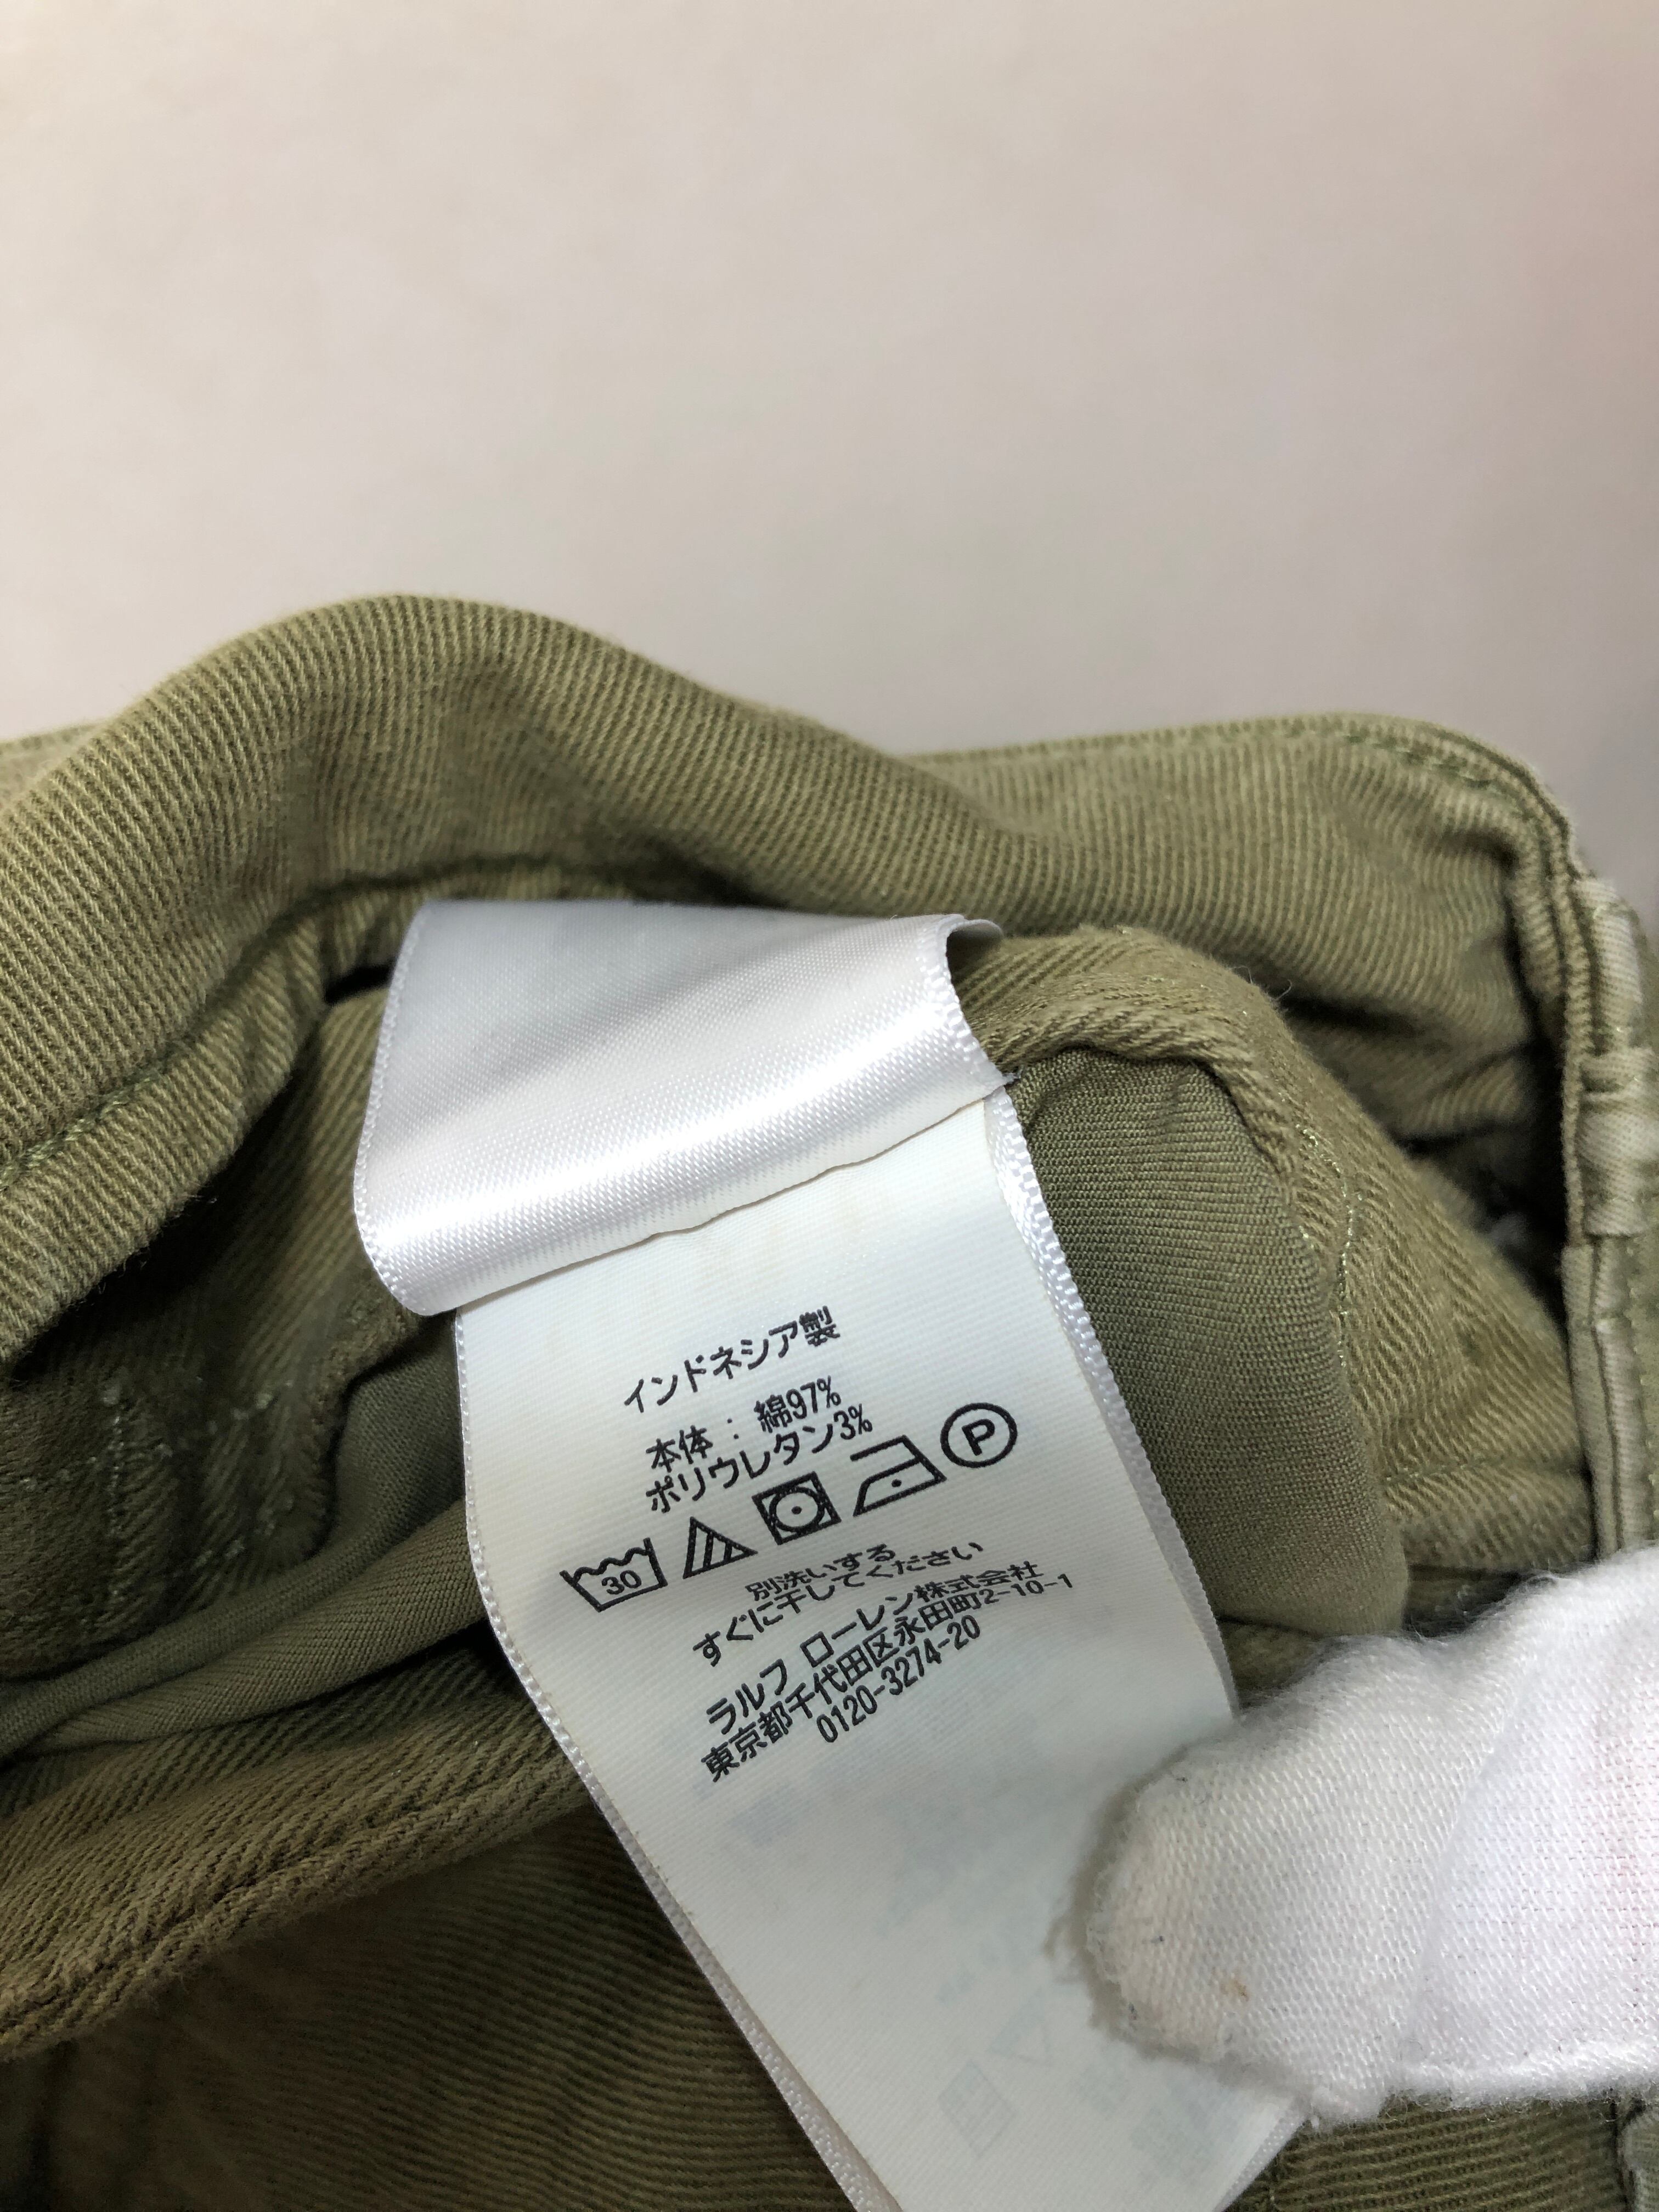 インドネシア製
本体：綿97%
ポリウレタン3%
30 P
別洗いする
すぐに干してください
ラルフ ローレン株式会社
東京都千代田区永田町2-10-1
0120-3274-20